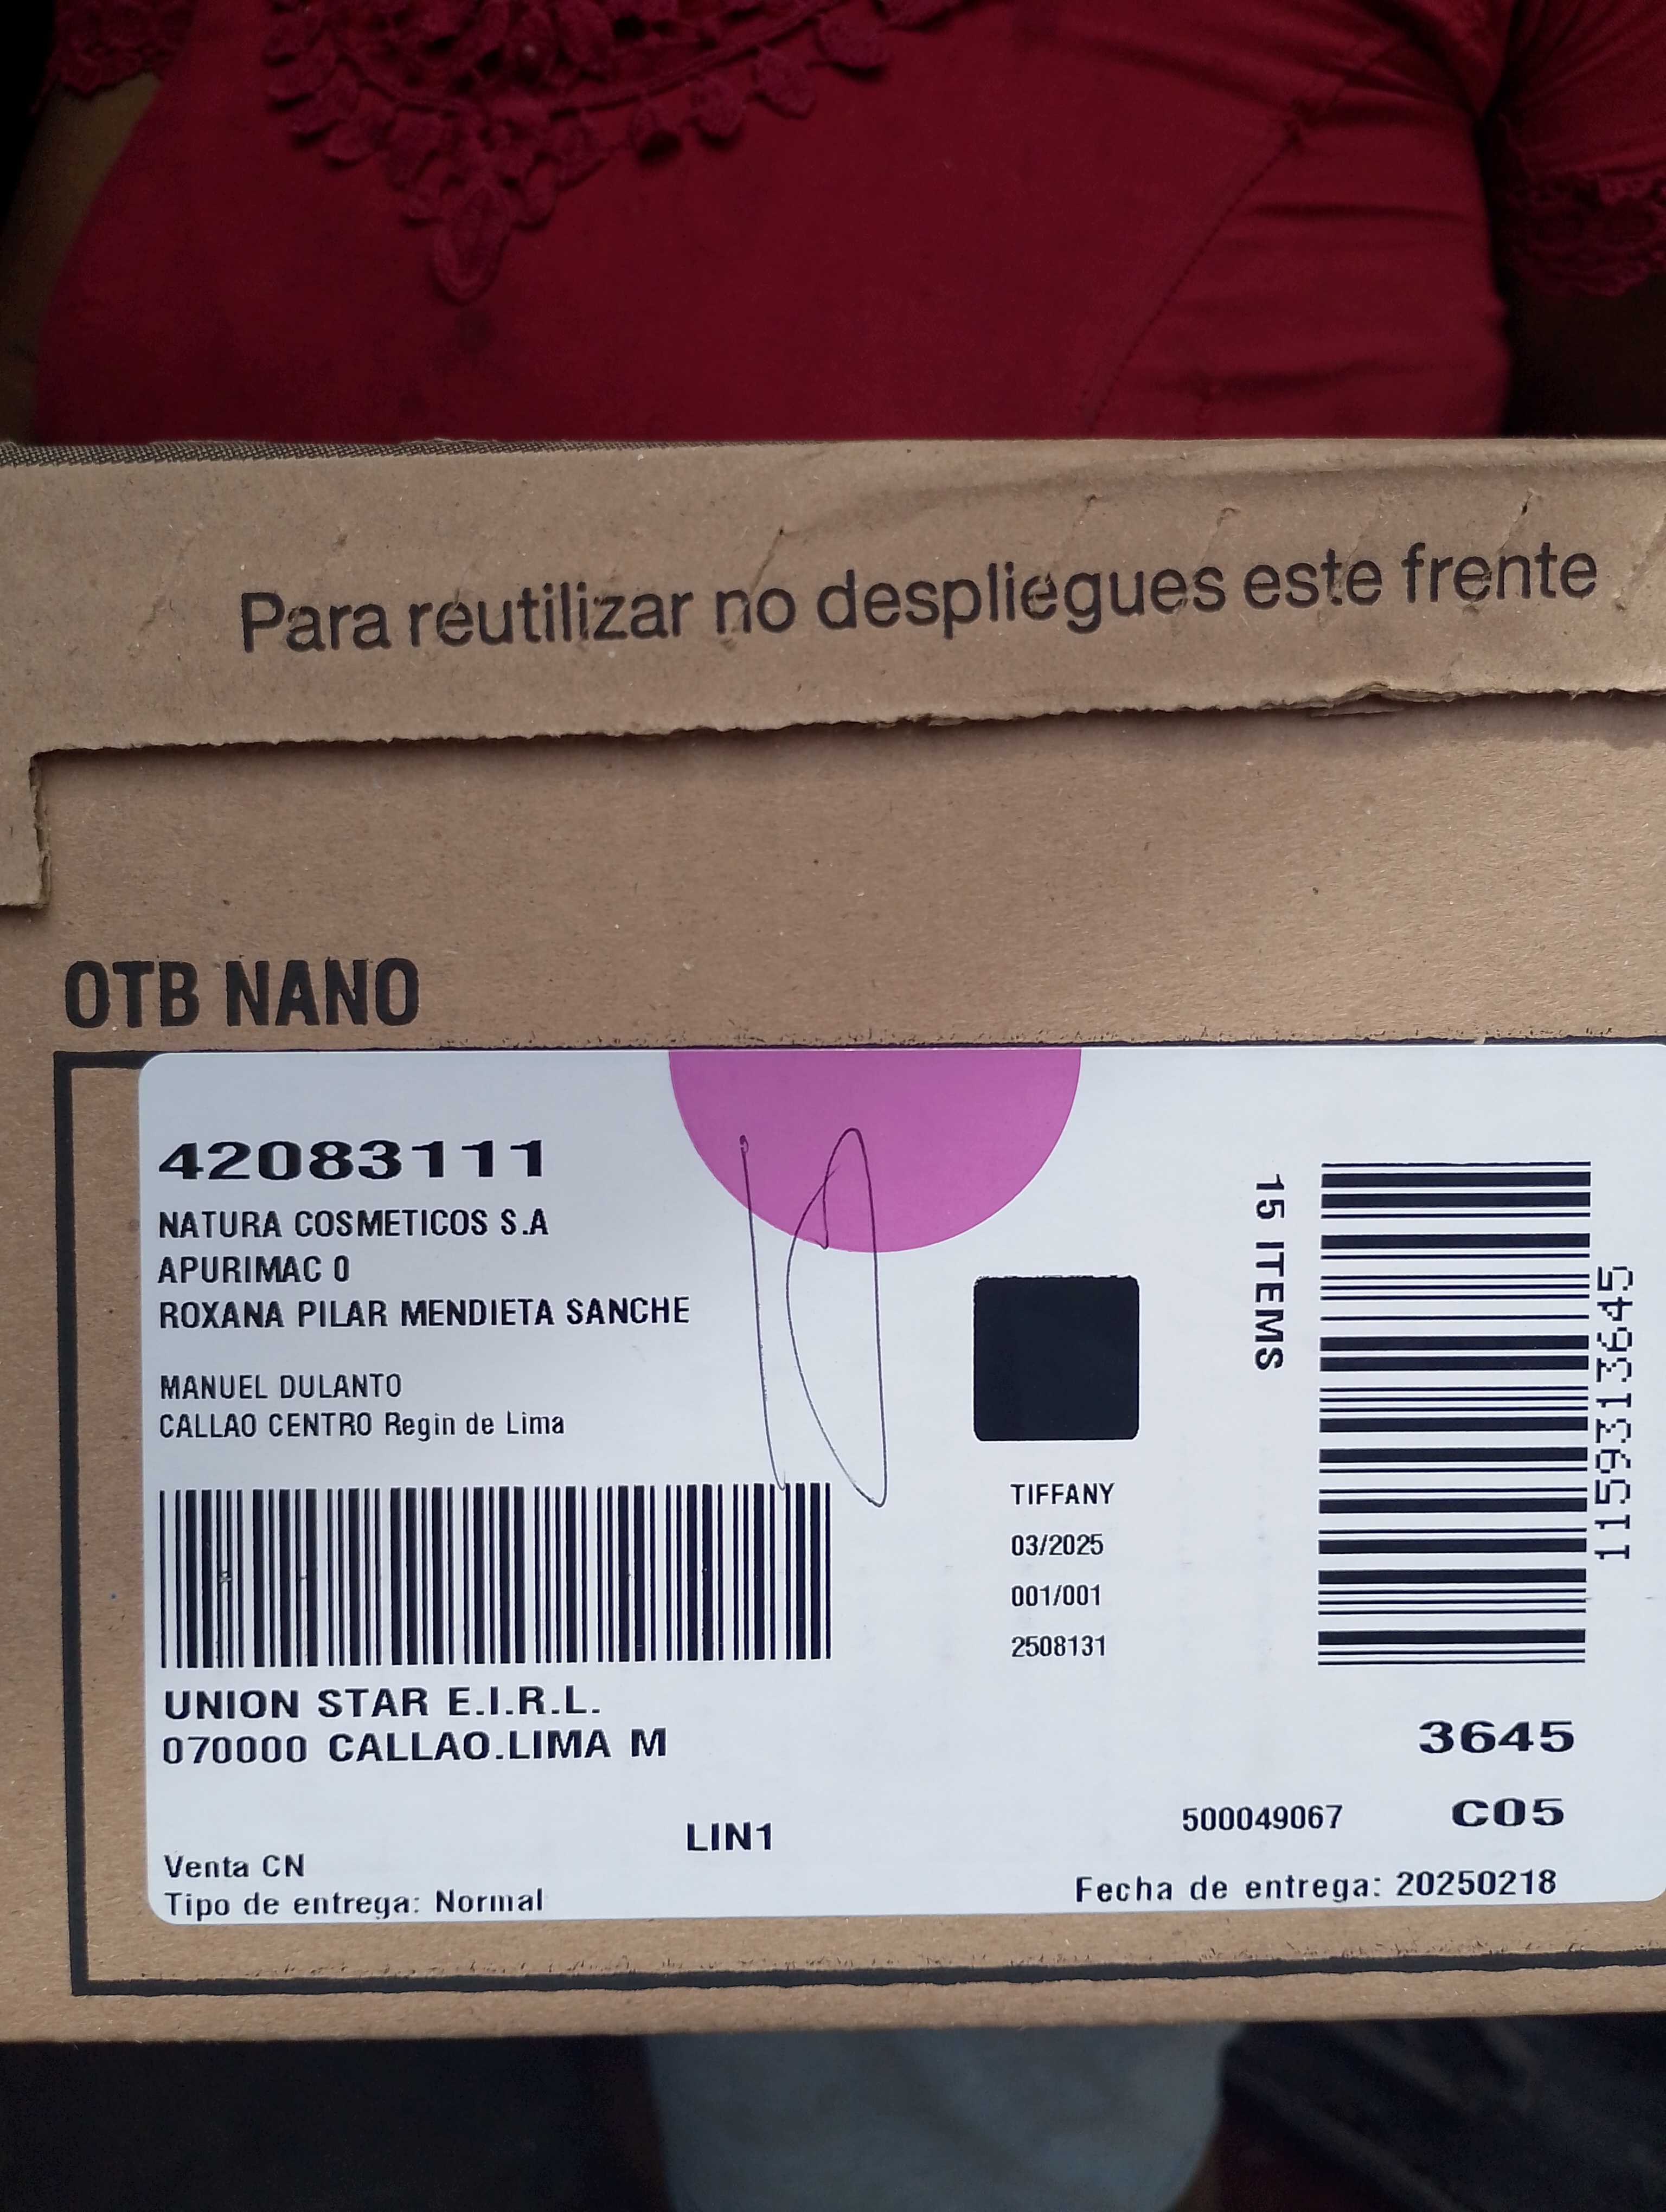 Para reutilizar no despliegues este frente
OTB NANO
42083111
NATURA COSMETICOS S.A
APURIMAC 0
ROXANA PILAR MENDIETA SANCHE
MANUEL DULANTO
CALLAO CENTRO Regin de Lima
UNION STAR E.I.R.L.
070000 CALLAO.LIMA M
LIN1
Venta CN
Tipo de entrega: Normal
TIFFANY
03/2025
001/001
2508131
15 ITEMS
1159313645
3645
500049067 C05
Fecha de entrega: 20250218